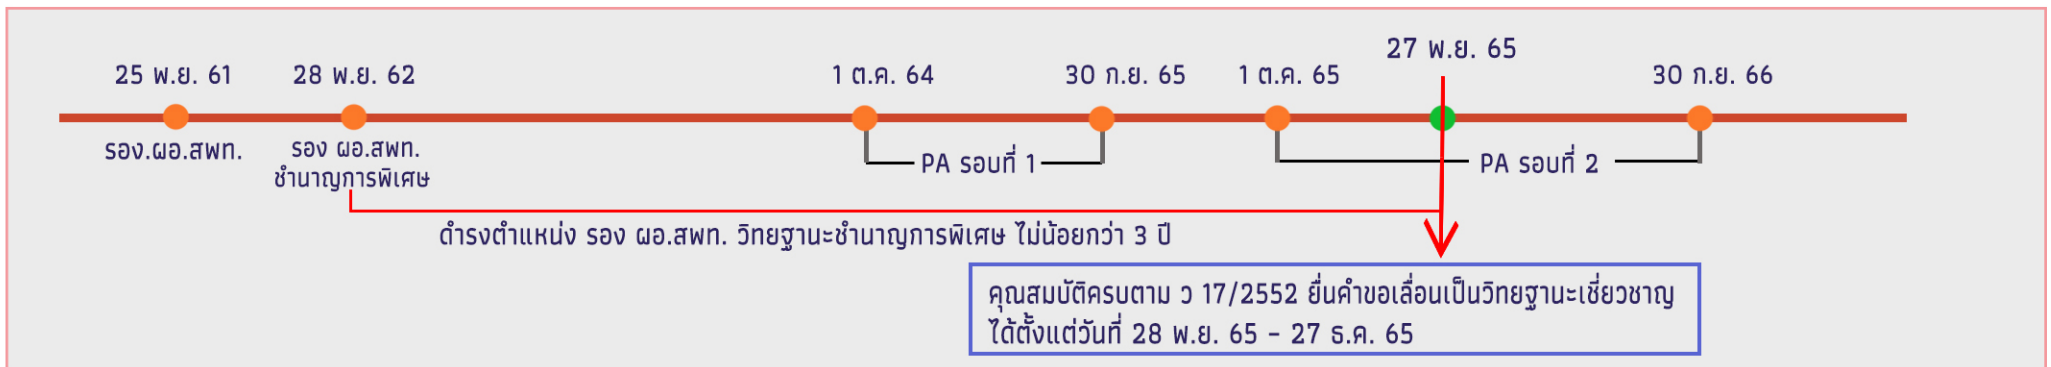 27 พ.ย. 65
25 พ.ย. 61
28 พ.ย. 62
1 ต.ค. 64
30 ก.ย. 65
1 ต.ค. 65
30 ก.ย. 66
รอง.ผอ.สพท.
รอง ผอ.สพท.
ชำนาญการพิเศษ
PA รอบที่ 1
PA รอบที่ 2
ดำรงตำแหน่ง รอง ผอ.สพท. วิทยฐานะชำนาญการพิเศษ ไม่น้อยกว่า 3 ปี
คุณสมบัติครบตาม ว 17/2552 ยื่นคำขอเลื่อนเป็นวิทยฐานะเชี่ยวชาญ
ได้ตั้งแต่วันที่ 28 พ.ย. 65 - 27 ธ.ค. 65